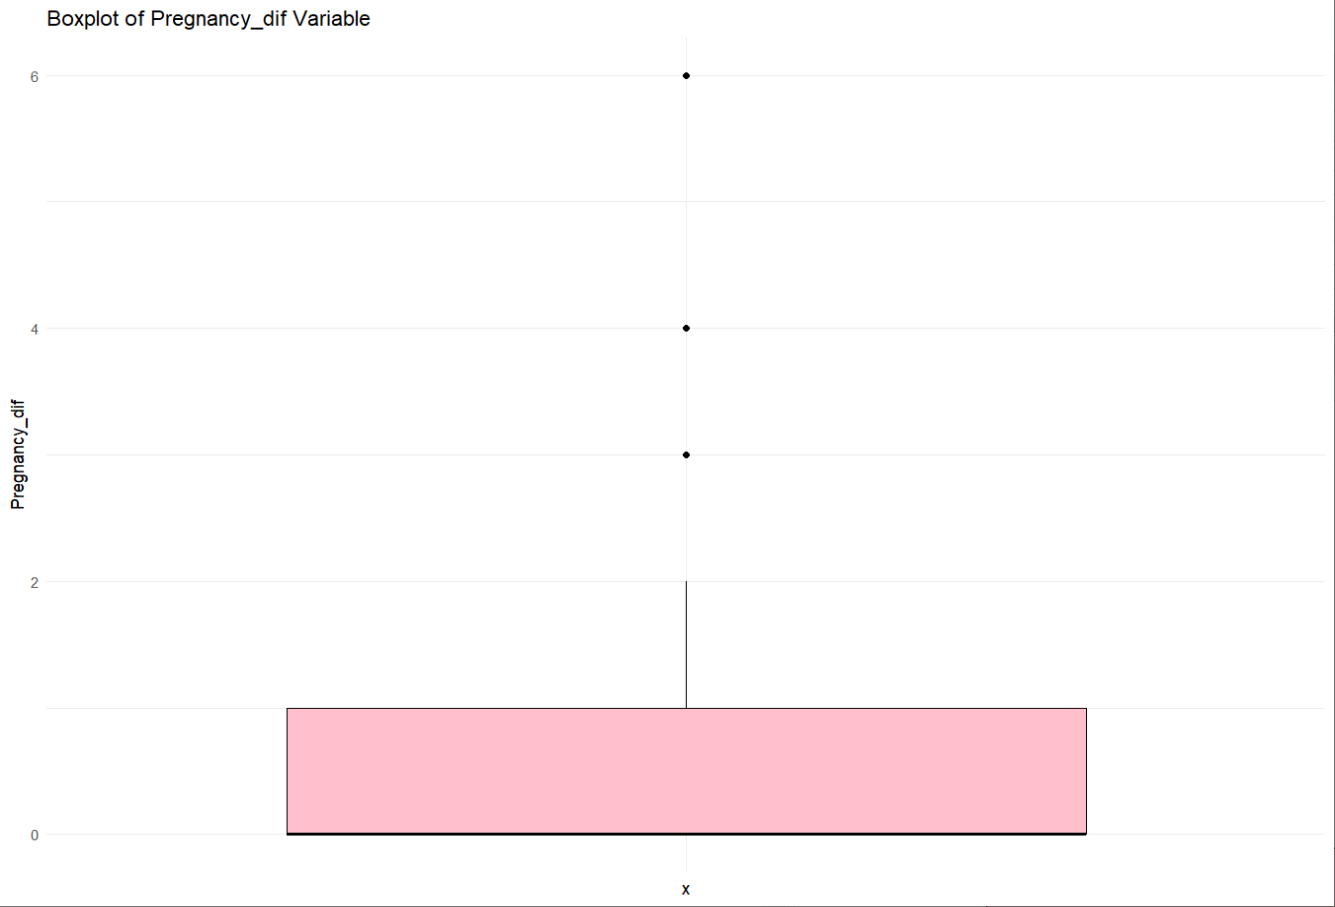 Boxplot of Pregnancy_dif Variable
6
4
Pregnancy_dif
2
0
x